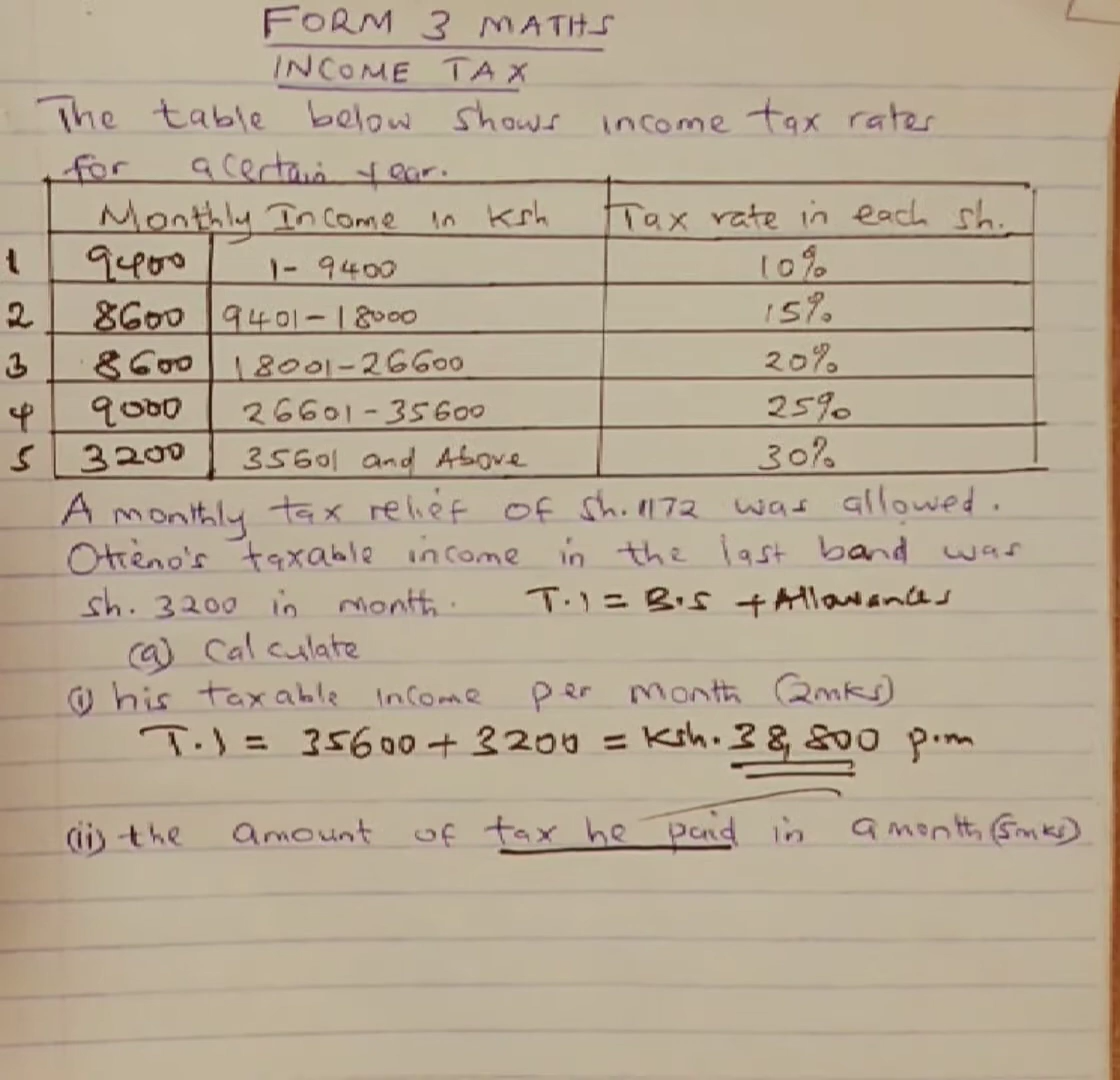 FORM 3 MATHS
INCOME TAX
The table below shows income tax rates
for a certain year.
Monthly Income in Ksh Tax rate in each sh.
1 9400 1- 9400 10%
2 8600 9401-18000 15%
3 8600 18001-26600 20%
4 9000 26601-35600 25%
5 3200 35601 and Above 30%
A monthly tax relief of sh.1172 was allowed.
Otieno's taxable income in the last band was
sh. 3200 in month. T.I = B.S + Allowances
(a) Calculate
(i) his taxable income per month (2mks)
T.I = 35600 + 3200 = Ksh. 38,800 p.m
(ii) the amount of tax he paid in a month (5mks)